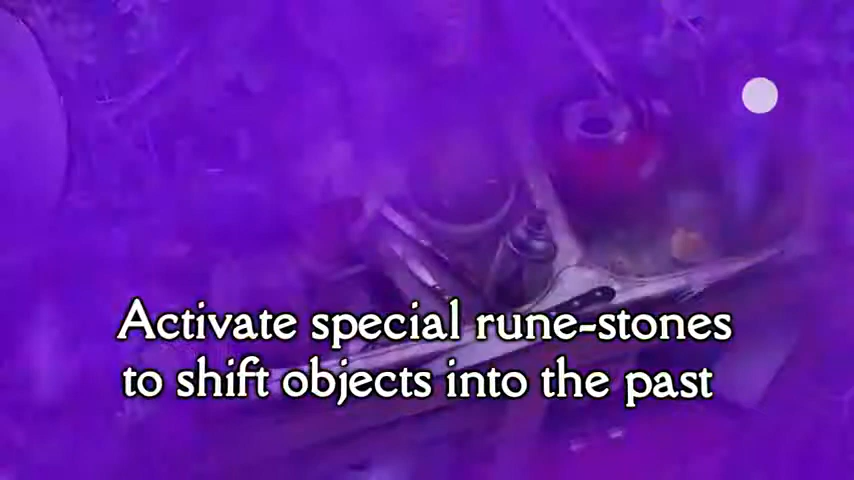 Activate special rune-stones
to shift objects into the past